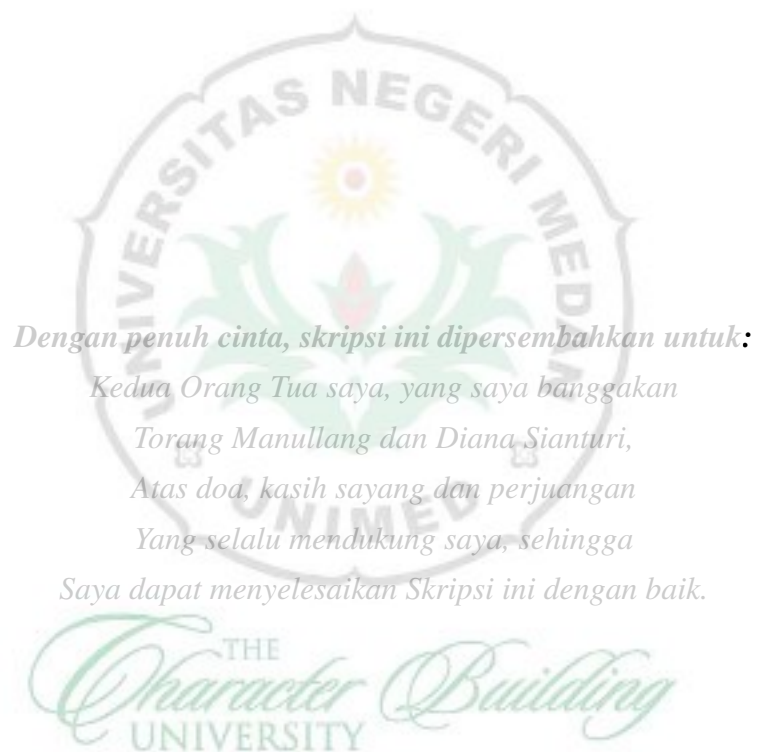 UNIVERSITAS NEGERI MEDAN
Dengan penuh cinta, skripsi ini dipersembahkan untuk:
Kedua Orang Tua saya, yang saya banggakan
Torang Manullang dan Diana Sianturi,
Atas doa, kasih sayang dan perjuangan
Yang selalu mendukung saya, sehingga
Saya dapat menyelesaikan Skripsi ini dengan baik.
UNIMED
THE
Character Building
UNIVERSITY